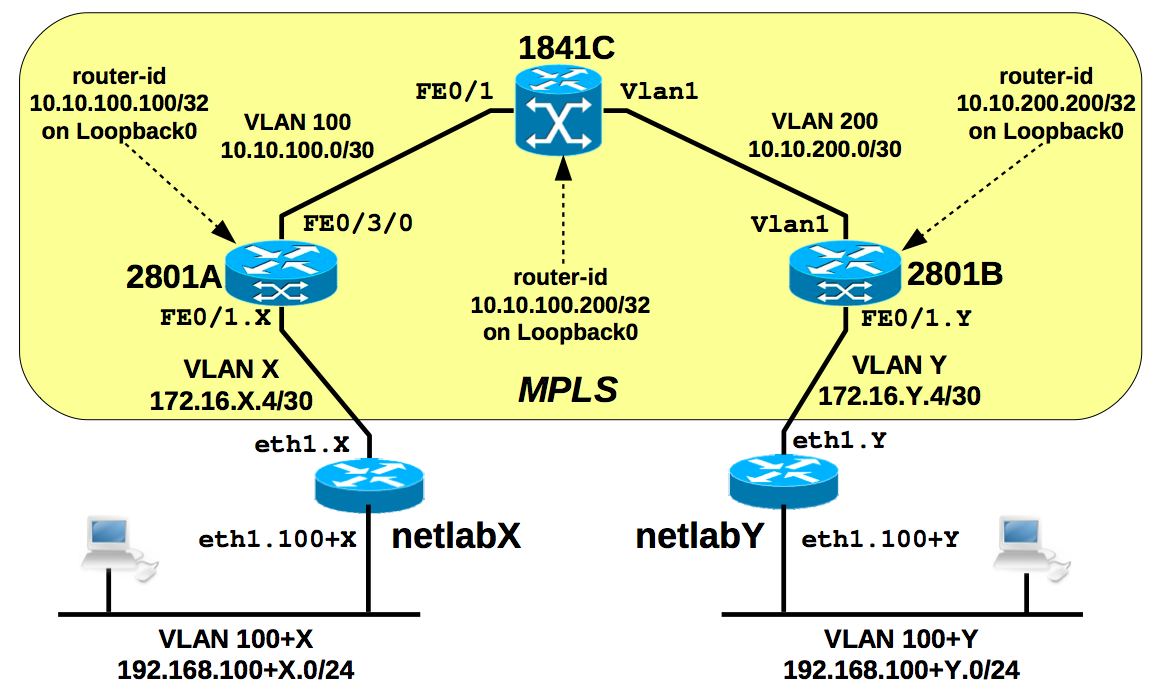 1841C
router-id
10.10.100.100/32
on Loopback0
FE0/1
Vlan1
router-id
10.10.200.200/32
on Loopback0
VLAN 100
10.10.100.0/30
VLAN 200
10.10.200.0/30
FE0/3/0
Vlan1
2801A
2801B
router-id
10.10.100.200/32
on Loopback0
FE0/1.X
FE0/1.Y
VLAN X
172.16.X.4/30
MPLS
VLAN Y
172.16.Y.4/30
eth1.X
eth1.Y
netlabX
netlabY
eth1.100+X
eth1.100+Y
VLAN 100+X
192.168.100+X.0/24
VLAN 100+Y
192.168.100+Y.0/24